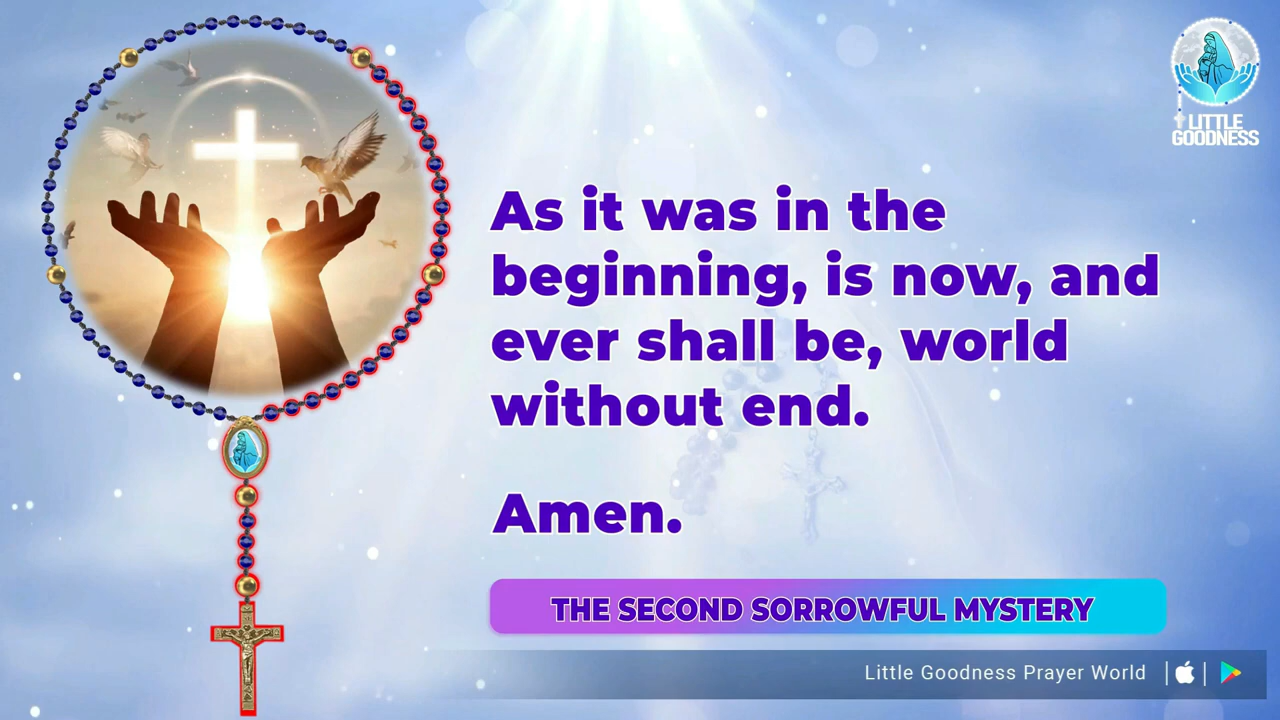 LITTLE
GOODNESS
As it was in the
beginning, is now, and
ever shall be, world
without end.
Amen.
THE SECOND SORROWFUL MYSTERY
Little Goodness Prayer World